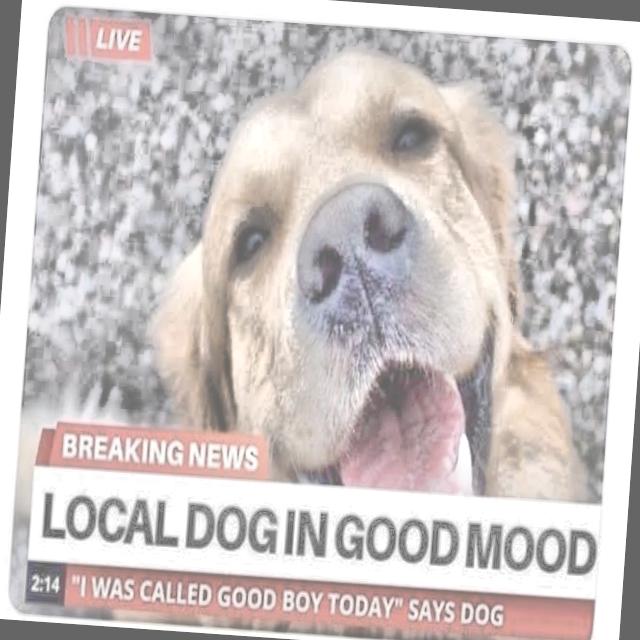 LIVE
BREAKING NEWS
LOCAL DOG IN GOOD MOOD
2:14 "I WAS CALLED GOOD BOY TODAY" SAYS DOG